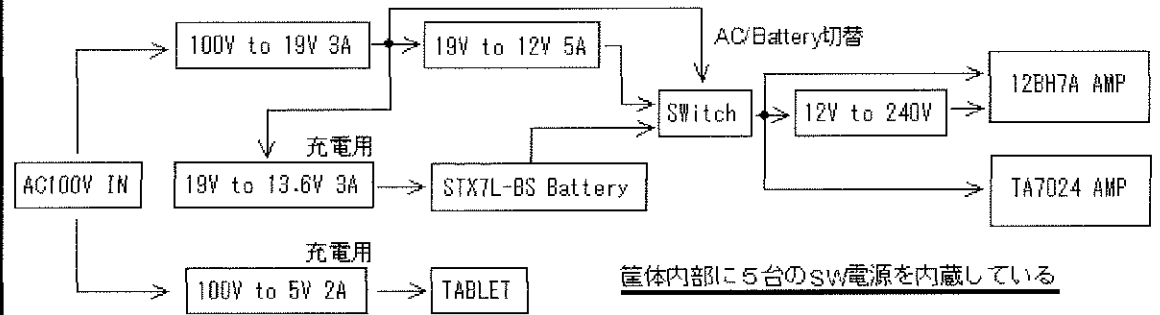 100V to 19V 3A
19V to 12V 5A
AC/Battery切替
12BH7A AMP
SWitch
12V to 240V
充電用
AC100V IN
19V to 13.6V 3A
STX7L-BS Battery
TA7024 AMP
充電用
100V to 5V 2A
TABLET
筐体内部に5台のSW電源を内蔵している